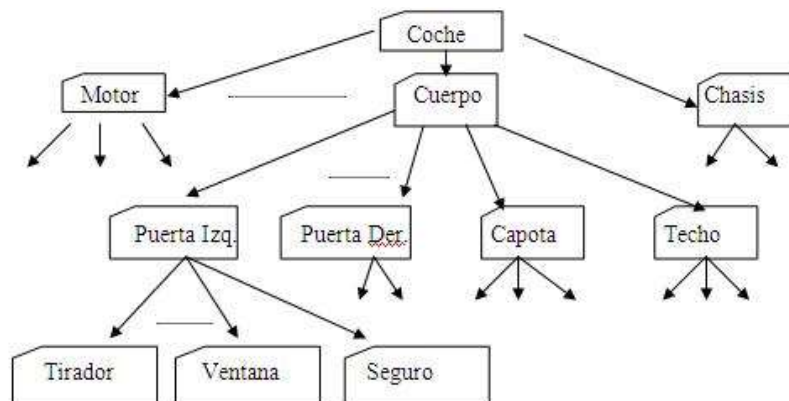 Coche
Motor
Cuerpo
Chasis
Puerta Izq.
Puerta Der.
Capota
Techo
Tirador
Ventana
Seguro